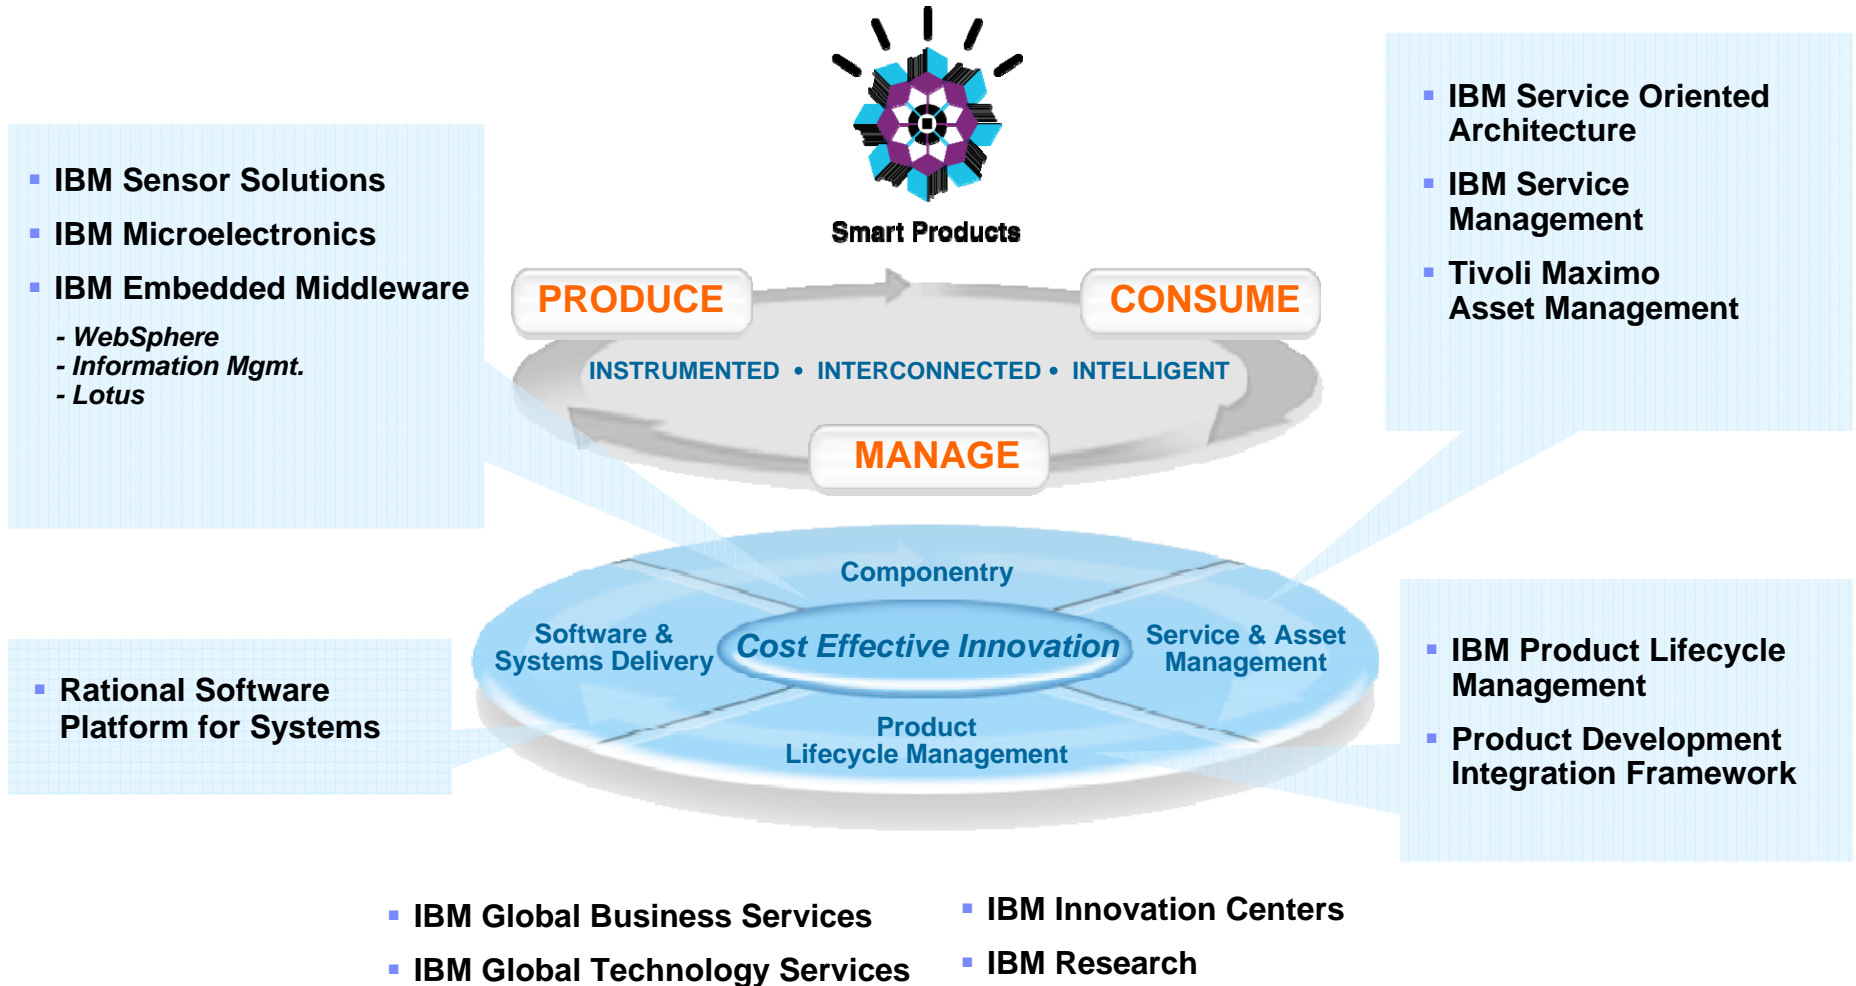 Smart Products
IBM Sensor Solutions
IBM Microelectronics
IBM Embedded Middleware
- WebSphere
- Information Mgmt.
- Lotus
PRODUCE
CONSUME
INSTRUMENTED • INTERCONNECTED • INTELLIGENT
MANAGE
IBM Service Oriented
Architecture
IBM Service
Management
Tivoli Maximo
Asset Management
Componentry
Software &
Systems Delivery
Cost Effective Innovation
Service & Asset
Management
Product
Lifecycle Management
Rational Software
Platform for Systems
IBM Product Lifecycle
Management
Product Development
Integration Framework
IBM Global Business Services
IBM Global Technology Services
IBM Innovation Centers
IBM Research